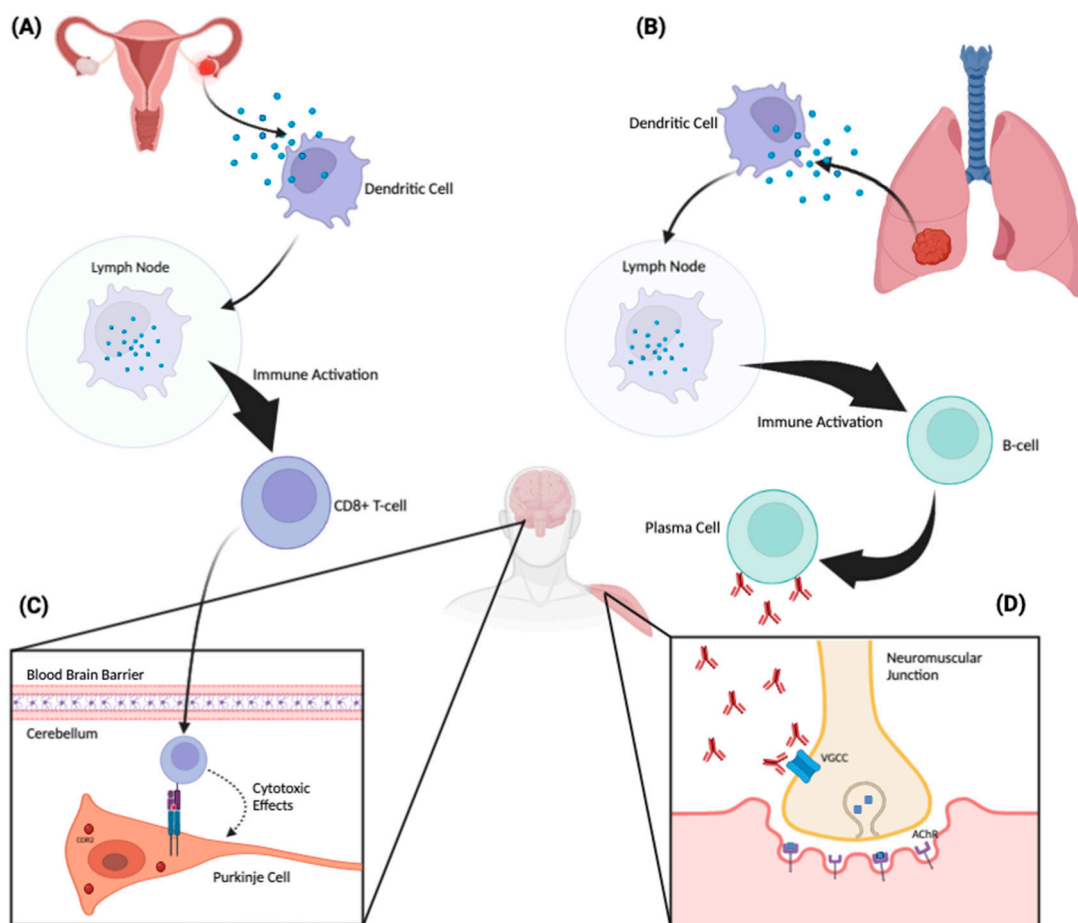 (A)
Dendritic Cell
Lymph Node
Immune Activation
CD8+ T-cell
(B)
Dendritic Cell
Lymph Node
Immune Activation
B-cell
Plasma Cell
(C)
Blood Brain Barrier
Cerebellum
Cytotoxic
Effects
CDR2
Purkinje Cell
(D)
Neuromuscular
Junction
VGCC
AChR